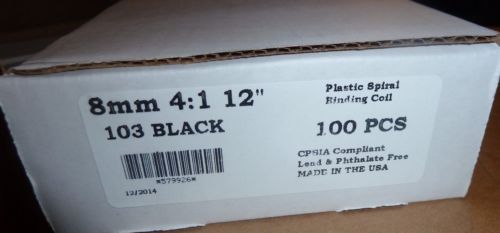 8mm 4:1 12"
103 BLACK
*579926*
12/2014
Plastic Spiral
Binding Coil
100 PCS
CPSIA Compliant
Lead & Phthalate Free
MADE IN THE USA